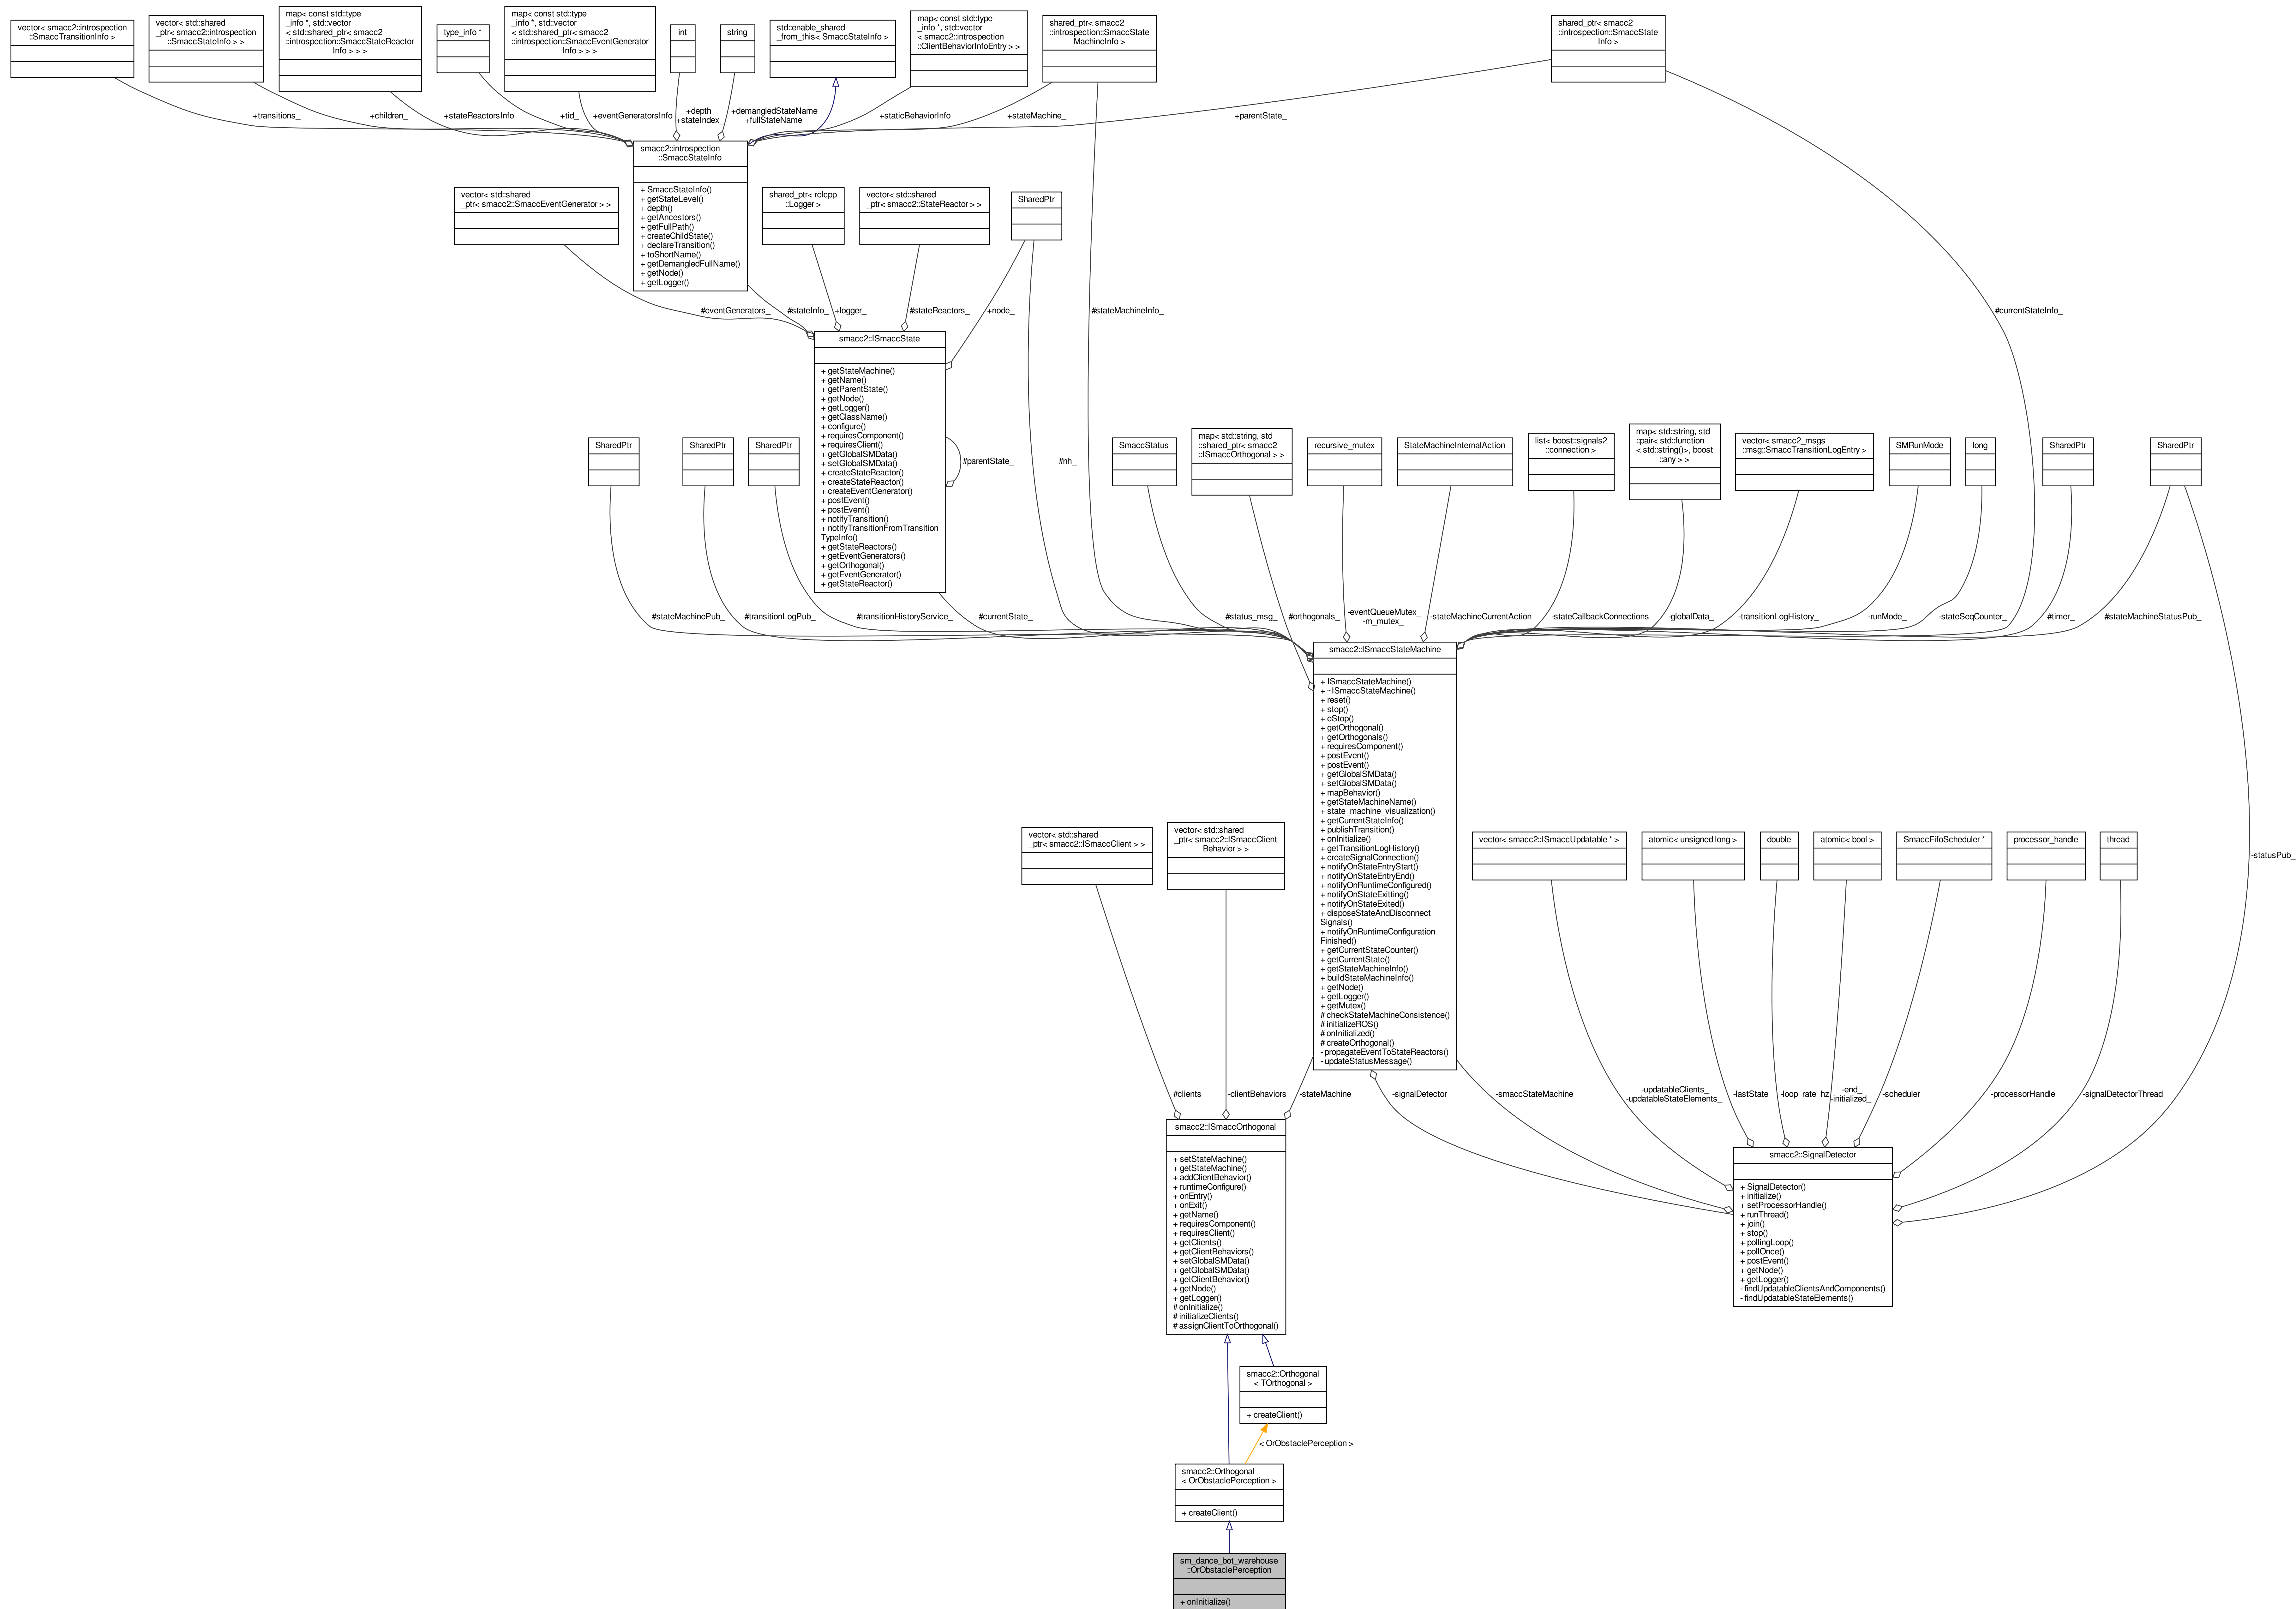 vector< smacc2::introspection
::SmaccTransitionInfo >
vector< std::shared
_ptr< smacc2::introspection
::SmaccStateInfo > >
map< const std::type
_info *, std::vector
< std::shared_ptr< smacc2
::introspection::SmaccStateReactor
Info > > >
type_info *
map< const std::type
_info *, std::vector
< std::shared_ptr< smacc2
::introspection::SmaccEventGenerator
Info > > >
int
string
std::enable_shared
_from_this< SmaccStateInfo >
map< const std::type
_info *, std::vector
< smacc2::introspection
::ClientBehaviorInfoEntry > >
shared_ptr< smacc2
::introspection::SmaccState
MachineInfo >
shared_ptr< smacc2
::introspection::SmaccState
Info >
+transitions_
+children_
+stateReactorsInfo
+tid_
+eventGeneratorsInfo
+depth_
+stateIndex_
+demangledStateName
+fullStateName
+staticBehaviorInfo
+stateMachine_
+parentState_
smacc2::introspection
::SmaccStateInfo
+ SmaccStateInfo()
+ getStateLevel()
+ depth()
+ getAncestors()
+ getFullPath()
+ createChildState()
+ declareTransition()
+ toShortName()
+ getDemangledFullName()
+ getNode()
+ getLogger()
vector< std::shared
_ptr< smacc2::SmaccEventGenerator > >
shared_ptr< rclcpp
::Logger >
vector< std::shared
_ptr< smacc2::StateReactor > >
SharedPtr
#eventGenerators_
#stateInfo_
+logger_
#stateReactors_
+node_
#stateMachineInfo_
#currentStateInfo_
smacc2::ISmaccState
+ getStateMachine()
+ getName()
+ getParentState()
+ getNode()
+ getLogger()
+ getClassName()
+ configure()
+ requiresComponent()
+ requiresClient()
+ getGlobalSMData()
+ setGlobalSMData()
+ createStateReactor()
+ createStateReactor()
+ createEventGenerator()
+ postEvent()
+ postEvent()
+ notifyTransition()
+ notifyTransitionFromTransition
TypeInfo()
+ getStateReactors()
+ getEventGenerators()
+ getOrthogonal()
+ getEventGenerator()
+ getStateReactor()
#parentState_
#nh_
SharedPtr
SharedPtr
SharedPtr
SmaccStatus
map< std::string, std
::shared_ptr< smacc2
::ISmaccOrthogonal > >
recursive_mutex
StateMachineInternalAction
list< boost::signals2
::connection >
map< std::string, std
::pair< std::function
< std::string()>, boost
::any > >
vector< smacc2_msgs
::msg::SmaccTransitionLogEntry >
SMRunMode
long
SharedPtr
SharedPtr
#stateMachinePub_
#transitionLogPub_
#transitionHistoryService_
#currentState_
#status_msg_
#orthogonals_
-eventQueueMutex_
-m_mutex_
-stateMachineCurrentAction
-stateCallbackConnections
-globalData_
-transitionLogHistory_
-runMode_
-stateSeqCounter_
#timer_
#stateMachineStatusPub_
smacc2::ISmaccStateMachine
+ ISmaccStateMachine()
+ ~ISmaccStateMachine()
+ reset()
+ stop()
+ eStop()
+ getOrthogonal()
+ getOrthogonals()
+ requiresComponent()
+ postEvent()
+ postEvent()
+ getGlobalSMData()
+ setGlobalSMData()
+ mapBehavior()
+ getStateMachineName()
+ state_machine_visualization()
+ getCurrentStateInfo()
+ publishTransition()
+ onInitialize()
+ getTransitionLogHistory()
+ createSignalConnection()
+ notifyOnStateEntryStart()
+ notifyOnStateEntryEnd()
+ notifyOnRuntimeConfigured()
+ notifyOnStateExitting()
+ notifyOnStateExited()
+ disposeStateAndDisconnect
Signals()
+ notifyOnRuntimeConfiguration
Finished()
+ getCurrentStateCounter()
+ getCurrentState()
+ getStateMachineInfo()
+ buildStateMachineInfo()
+ getNode()
+ getLogger()
+ getMutex()
# checkStateMachineConsistence()
# initializeROS()
# onInitialized()
# createOrthogonal()
- propagateEventToStateReactors()
- updateStatusMessage()
vector< std::shared
_ptr< smacc2::ISmaccClient > >
vector< std::shared
_ptr< smacc2::ISmaccClient
Behavior > >
vector< smacc2::ISmaccUpdatable * >
atomic< unsigned long >
double
atomic< bool >
SmaccFifoScheduler *
processor_handle
thread
-statusPub_
#clients_
-clientBehaviors_
-stateMachine_
-signalDetector_
-smaccStateMachine_
-updatableClients_
-updatableStateElements_
-lastState_
-loop_rate_hz
-end_
-initialized_
-scheduler_
-processorHandle_
-signalDetectorThread_
smacc2::ISmaccOrthogonal
+ setStateMachine()
+ getStateMachine()
+ addClientBehavior()
+ runtimeConfigure()
+ onEntry()
+ onExit()
+ getName()
+ requiresComponent()
+ requiresClient()
+ getClients()
+ getClientBehaviors()
+ setGlobalSMData()
+ getGlobalSMData()
+ getClientBehavior()
+ getNode()
+ getLogger()
# onInitialize()
# initializeClients()
# assignClientToOrthogonal()
smacc2::SignalDetector
+ SignalDetector()
+ initialize()
+ setProcessorHandle()
+ runThread()
+ join()
+ stop()
+ pollingLoop()
+ pollOnce()
+ postEvent()
+ getNode()
+ getLogger()
- findUpdatableClientsAndComponents()
- findUpdatableStateElements()
smacc2::Orthogonal
< TOrthogonal >
+ createClient()
< OrObstaclePerception >
smacc2::Orthogonal
< OrObstaclePerception >
+ createClient()
sm_dance_bot_warehouse
::OrObstaclePerception
+ onInitialize()